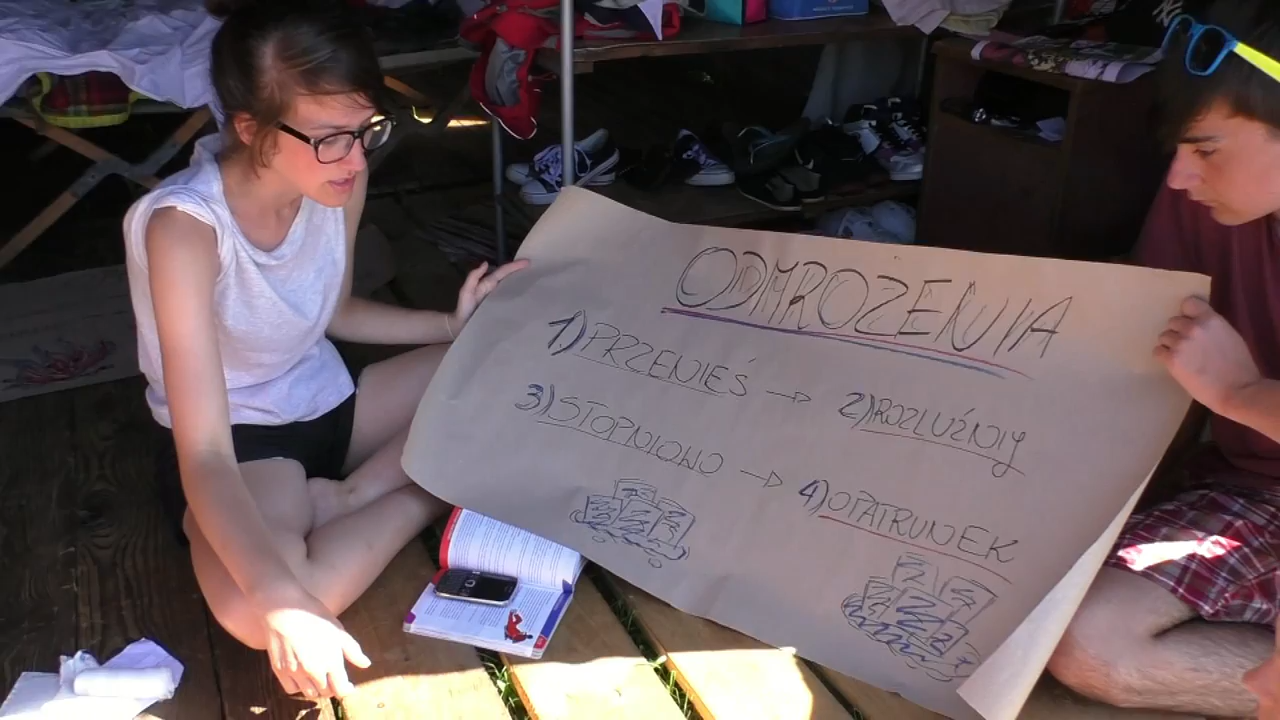 ODMROŻENIA
1) PRZENIEŚ → 2) ROZLUŹNIJ
3) STOPNIOWO → 4) OPATRUNEK